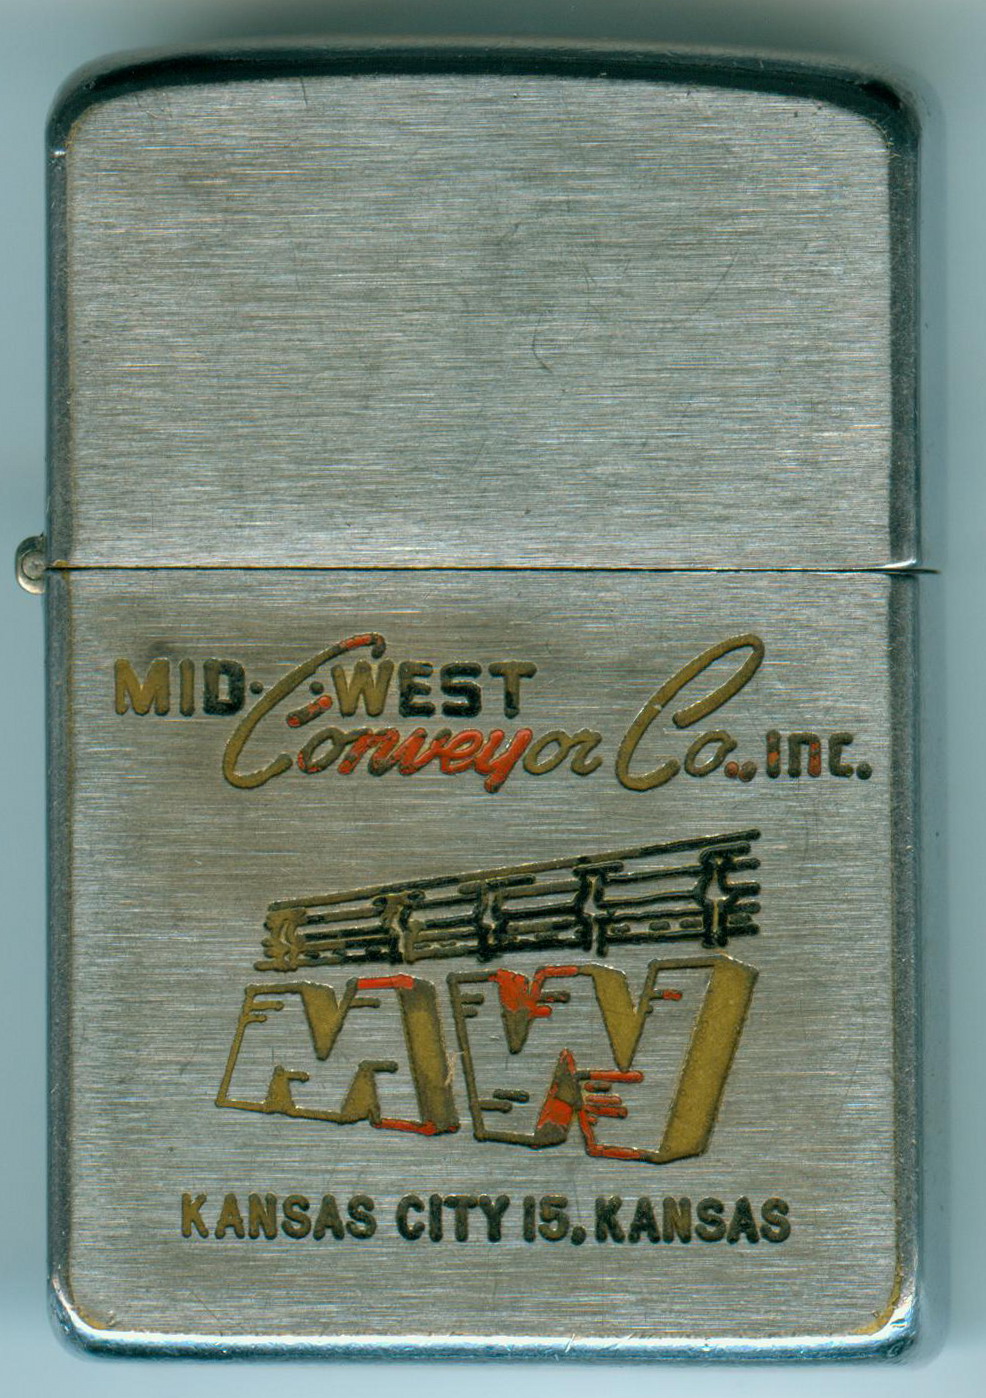 MID-WEST
Conveyor Co., Inc.
MW
KANSAS CITY 15, KANSAS